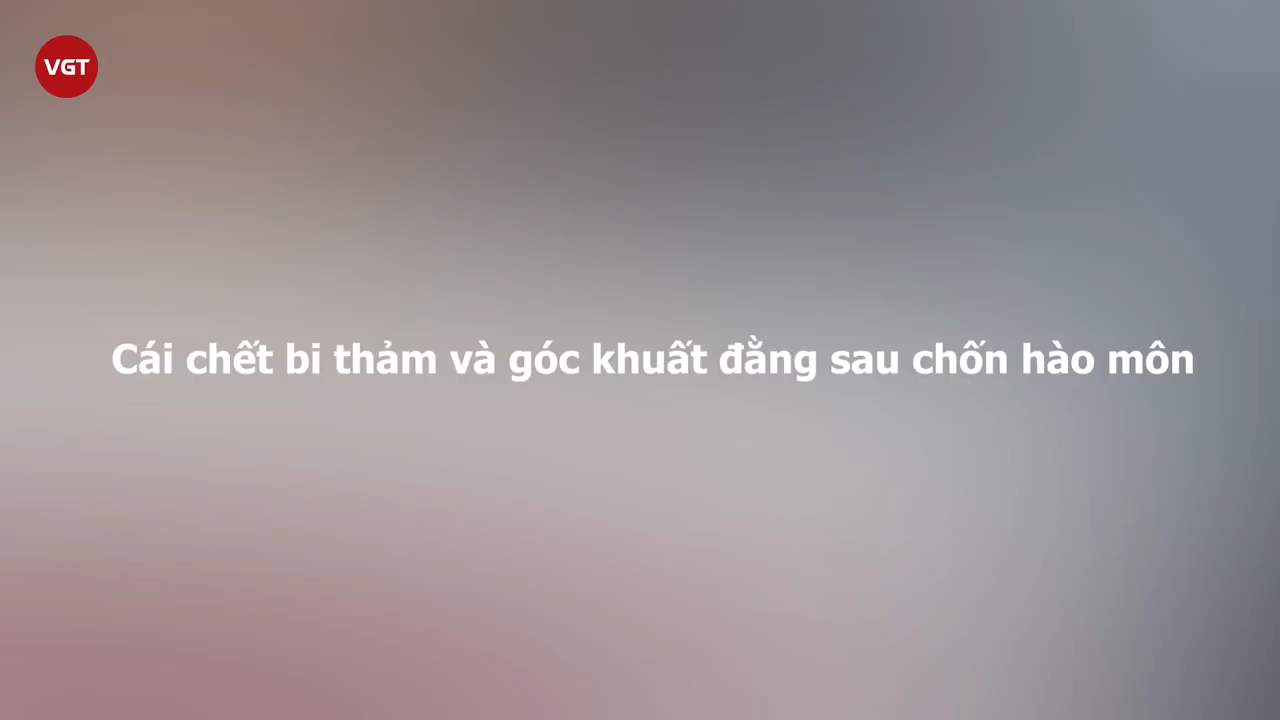 VGT
Cái chết bi thảm và góc khuất đằng sau chốn hào môn